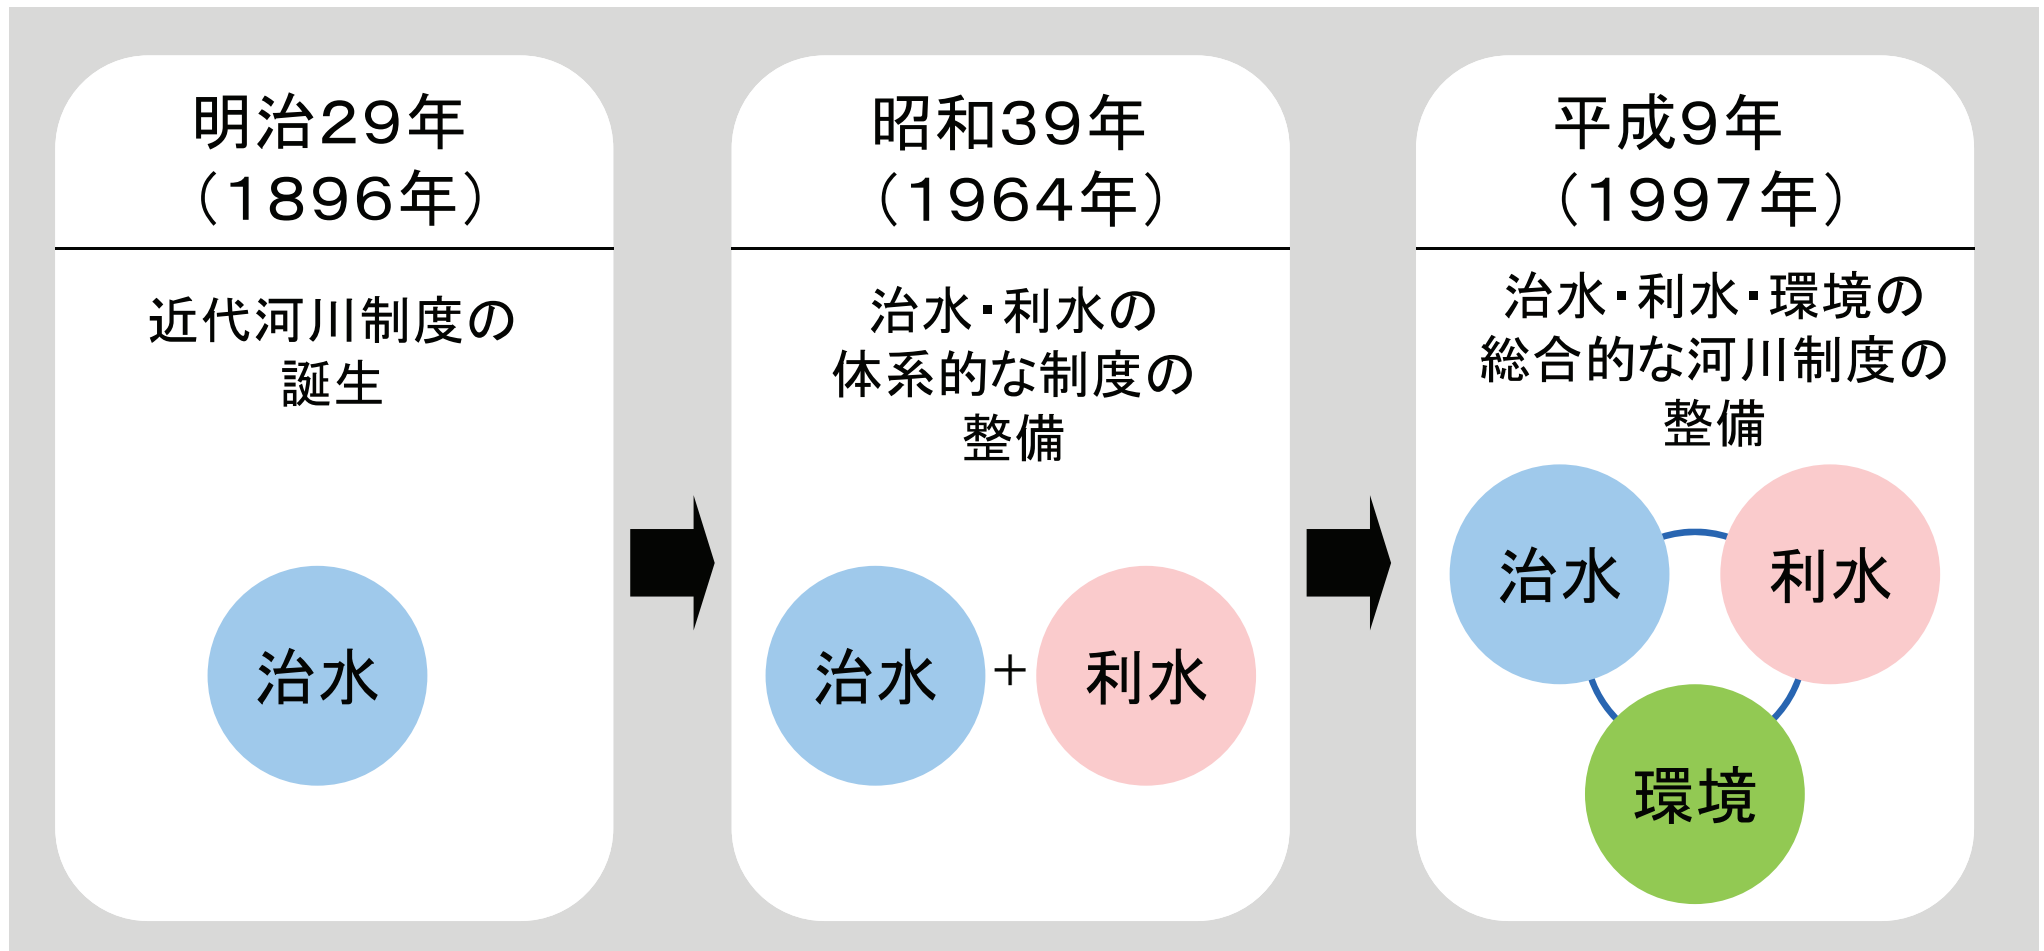 明治29年
（1896年）
近代河川制度の
誕生
治水
昭和39年
（1964年）
治水・利水の
体系的な制度の
整備
治水
+
利水
平成9年
（1997年）
治水・利水・環境の
総合的な河川制度の
整備
治水
利水
環境